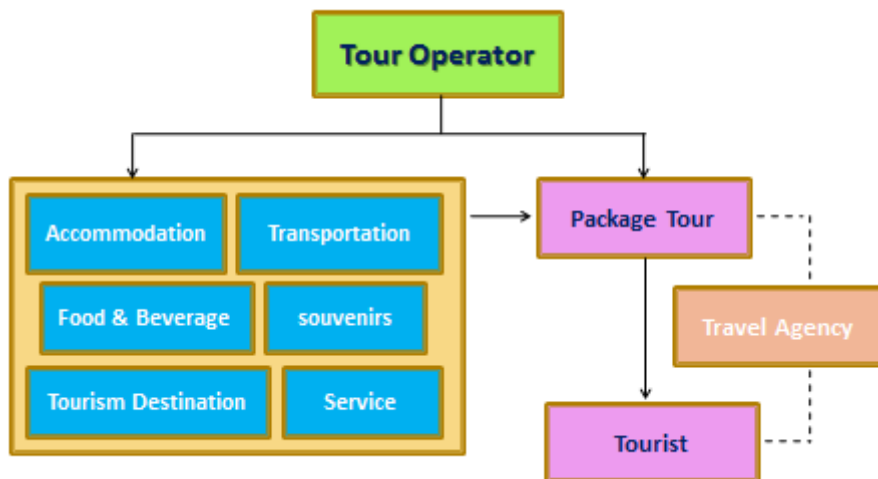 Tour Operator
Accommodation
Transportation
Package Tour
Food & Beverage
souvenirs
Travel Agency
Tourism Destination
Service
Tourist